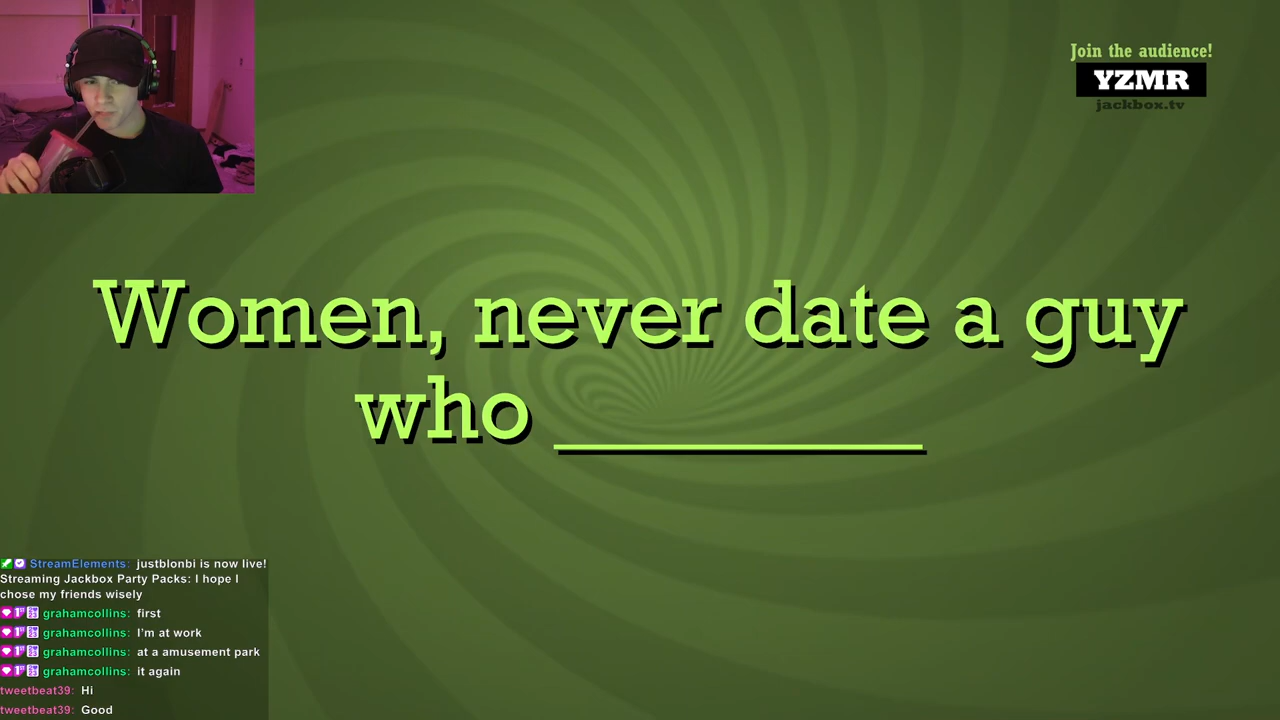 Join the audience!
YZMR
jackbox.tv
Women, never date a guy
who ________
StreamElements: justblonbi is now live!
Streaming Jackbox Party Packs: I hope I
chose my friends wisely
grahamcollins: first
grahamcollins: I'm at work
grahamcollins: at a amusement park
grahamcollins: it again
tweetbeat39: Hi
tweetbeat39: Good